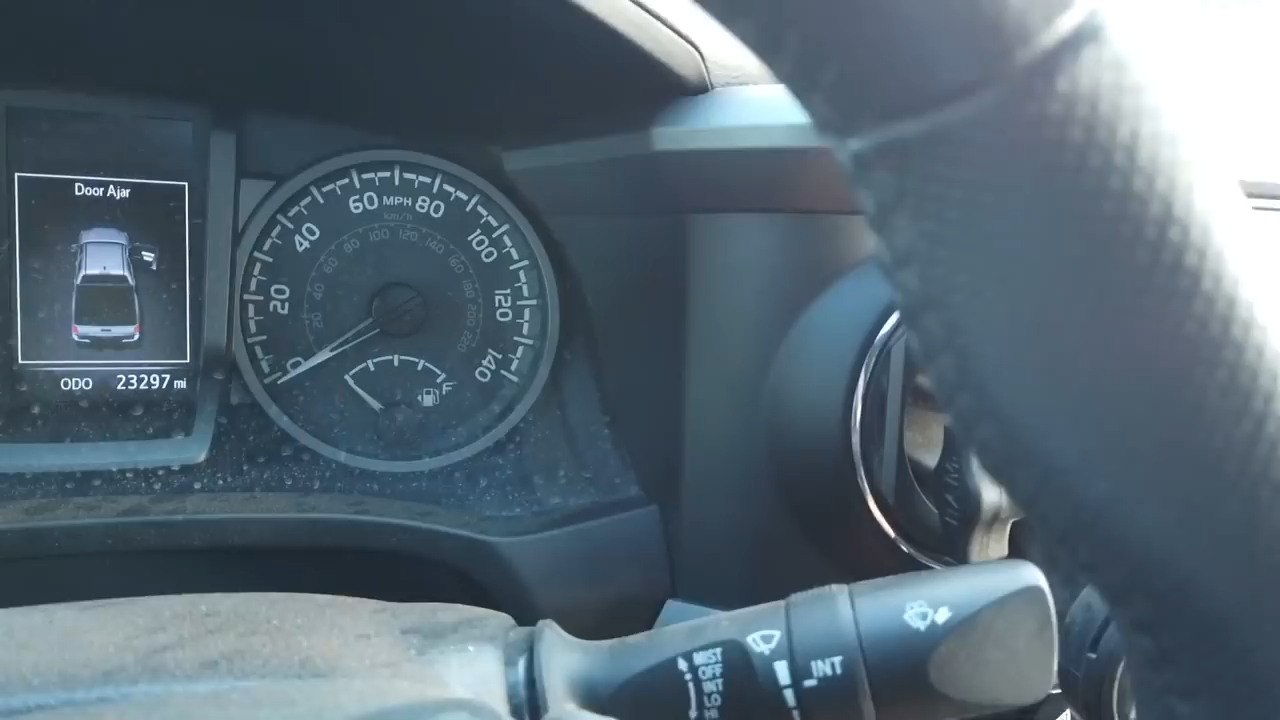 Door Ajar
ODO 23297 mi
0 20 40 60 MPH 80 100 120 140
km/h
20 40 60 80 100 120 140 160 180 200 220
F
MIST
OFF
INT
LO
HI
INT